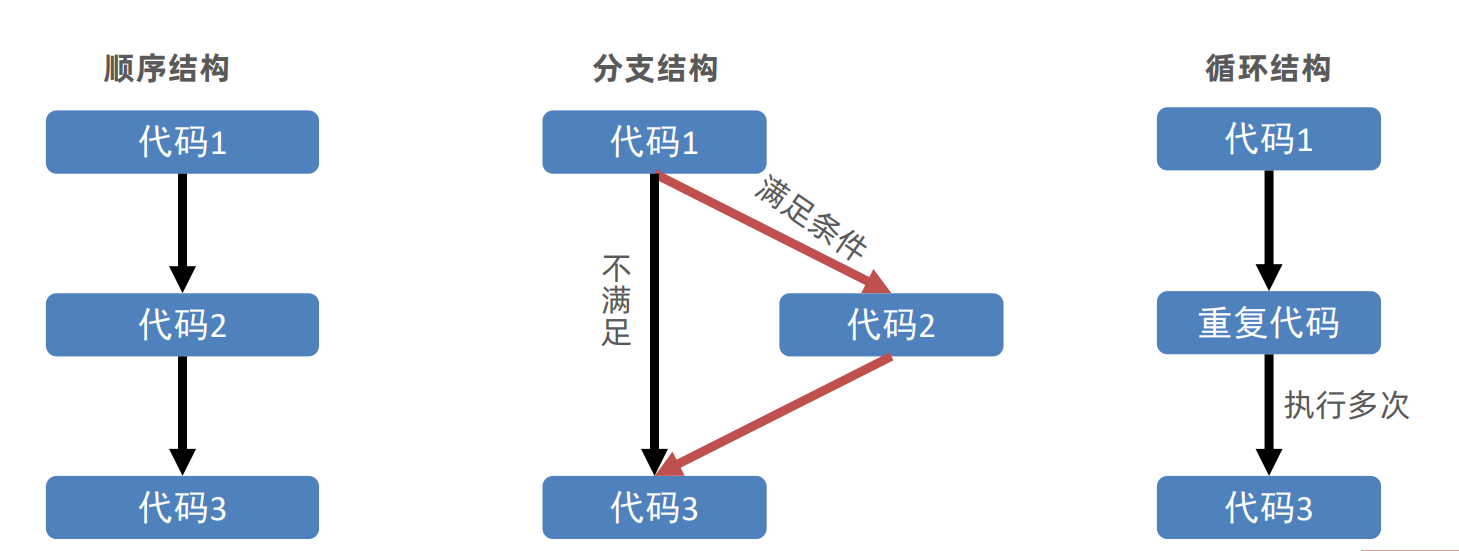 顺序结构
代码1
代码2
代码3
分支结构
代码1
满足条件
不满足
代码2
代码3
循环结构
代码1
重复代码
执行多次
代码3